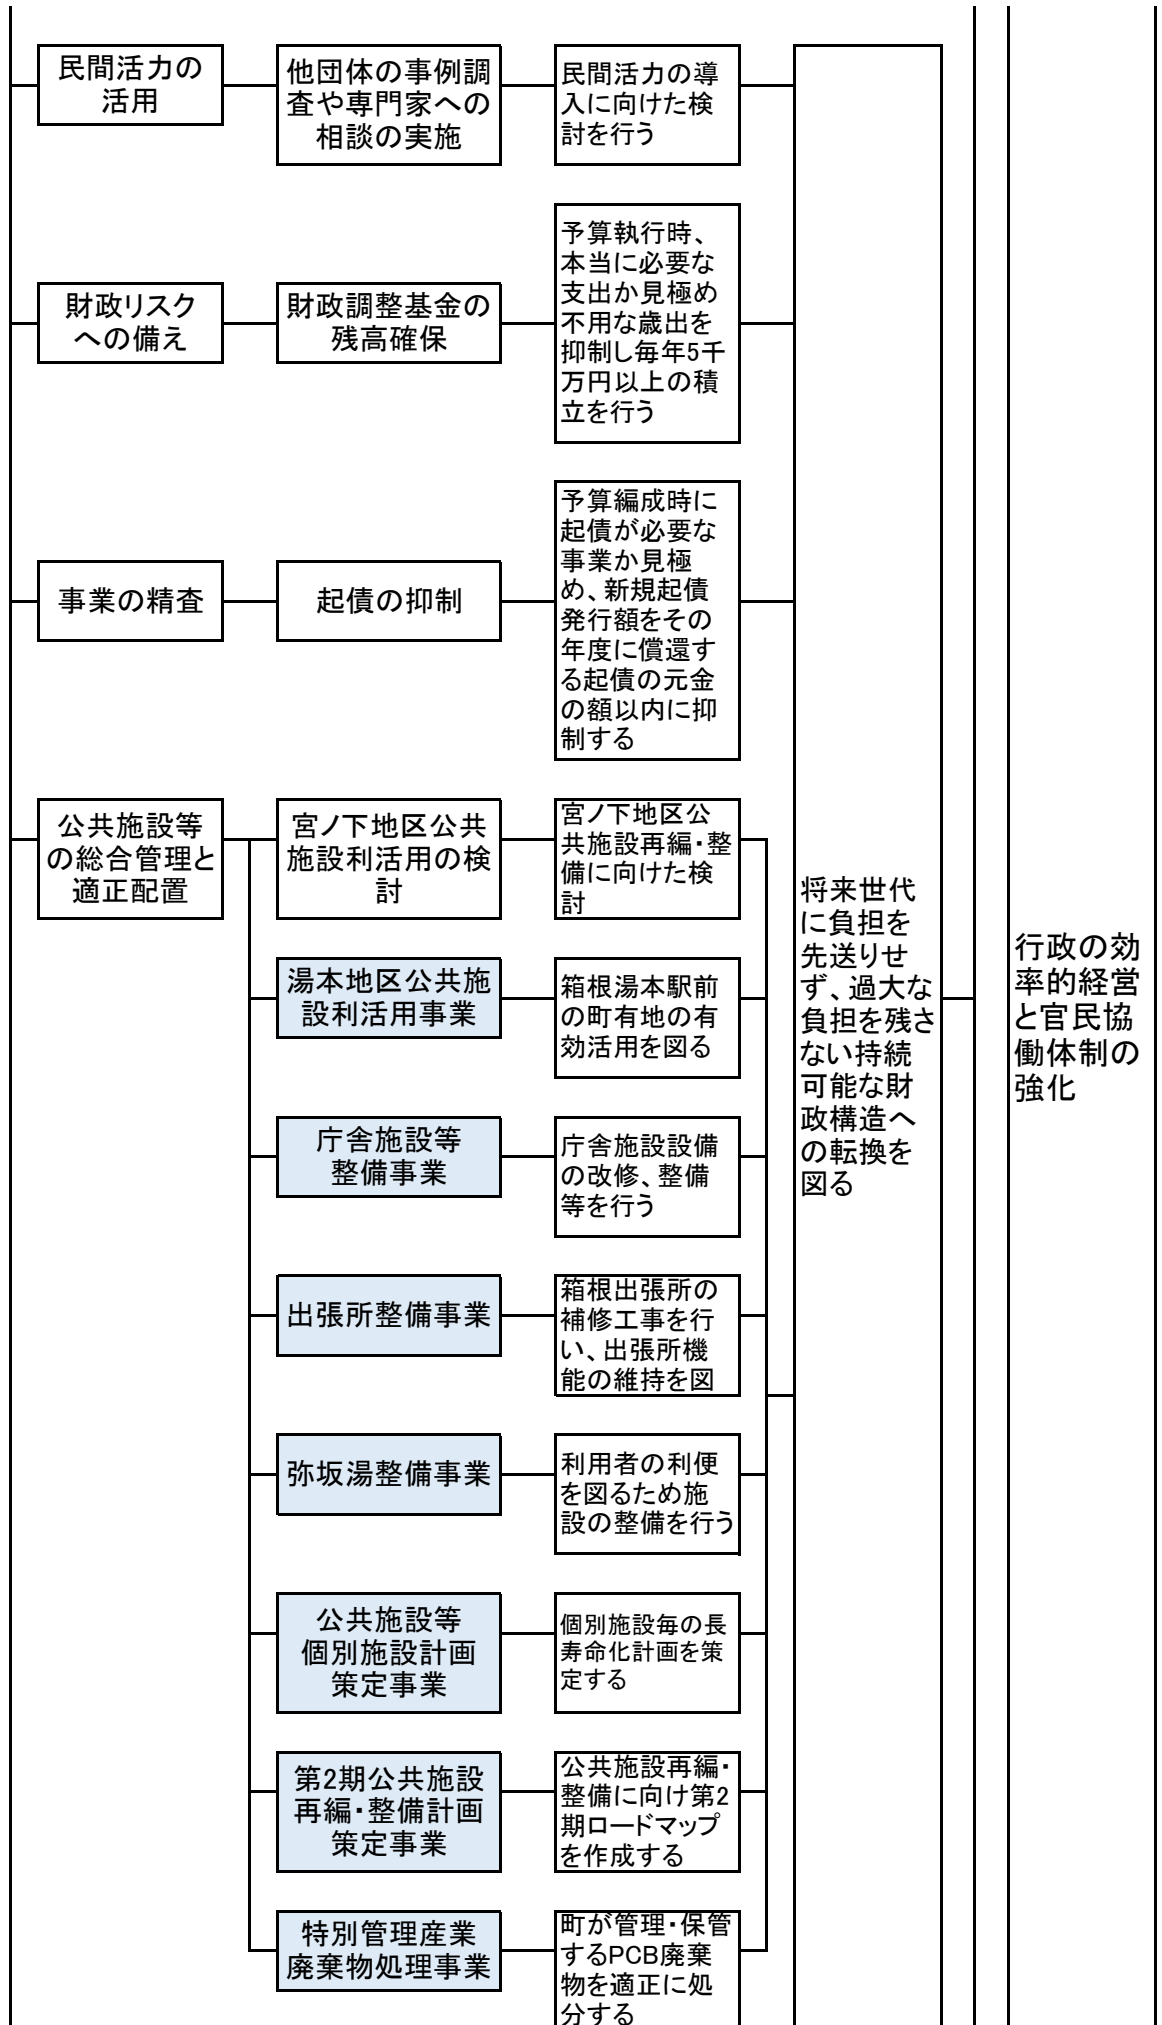 民間活力の
活用
他団体の事例調
査や専門家への
相談の実施
民間活力の導
入に向けた検
討を行う
財政リスク
への備え
財政調整基金の
残高確保
予算執行時、
本当に必要な
支出か見極め
不用な歳出を
抑制し毎年5千
万円以上の積
立を行う
事業の精査
起債の抑制
予算編成時に
起債が必要な
事業か見極
め、新規起債
発行額をその
年度に償還す
る起債の元金
の額以内に抑
制する
公共施設等
の総合管理と
適正配置
宮ノ下地区公共
施設利活用の検
討
宮ノ下地区公
共施設再編・整
備に向けた検
討
湯本地区公共施
設利活用事業
箱根湯本駅前
の町有地の有
効活用を図る
庁舎施設等
整備事業
庁舎施設設備
の改修、整備
等を行う
出張所整備事業
箱根出張所の
補修工事を行
い、出張所機
能の維持を図
弥坂湯整備事業
利用者の利便
を図るため施
設の整備を行う
公共施設等
個別施設計画
策定事業
個別施設毎の長
寿命化計画を策
定する
第2期公共施設
再編・整備計画
策定事業
公共施設再編・
整備に向け第2
期ロードマップ
を作成する
特別管理産業
廃棄物処理事業
町が管理・保管
するPCB廃棄
物を適正に処
分する
将来世代
に負担を
先送りせ
ず、過大な
負担を残さ
ない持続
可能な財
政構造へ
の転換を
図る
行政の効
率的経営
と官民協
働体制の
強化